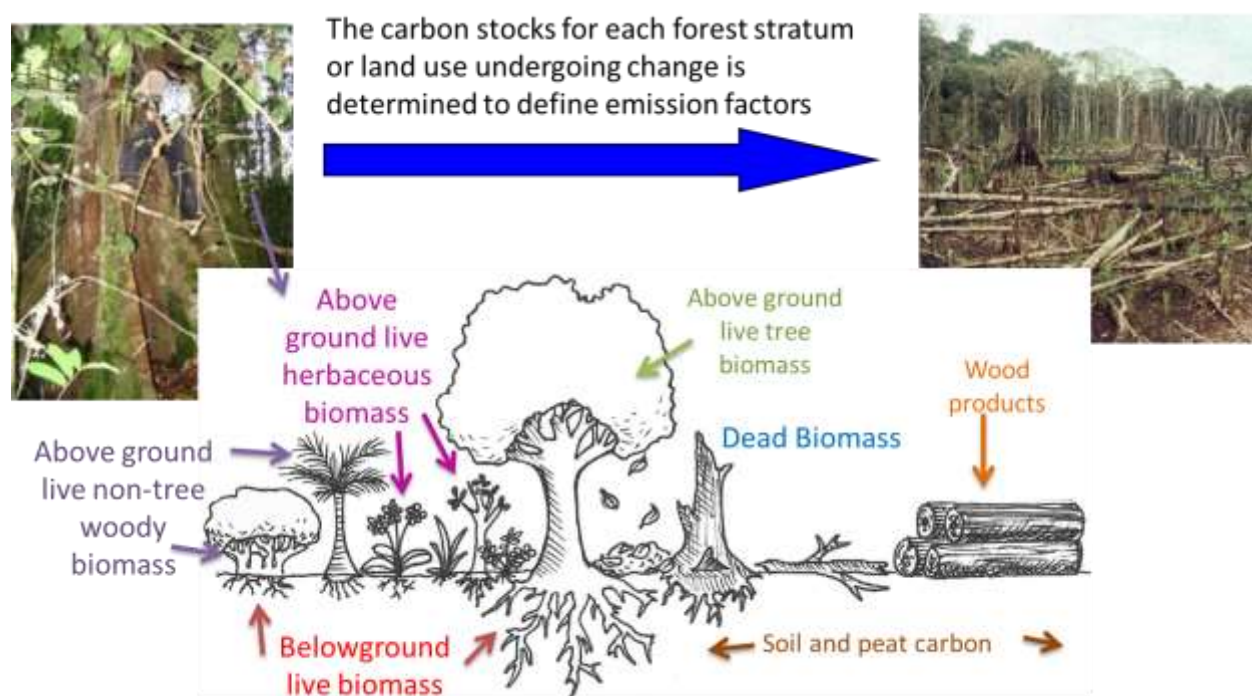 The carbon stocks for each forest stratum
or land use undergoing change is
determined to define emission factors
Above
ground live
herbaceous
biomass
Above ground
live tree
biomass
Wood
products
Dead Biomass
Above ground
live non-tree
woody
biomass
Belowground
live biomass
Soil and peat carbon